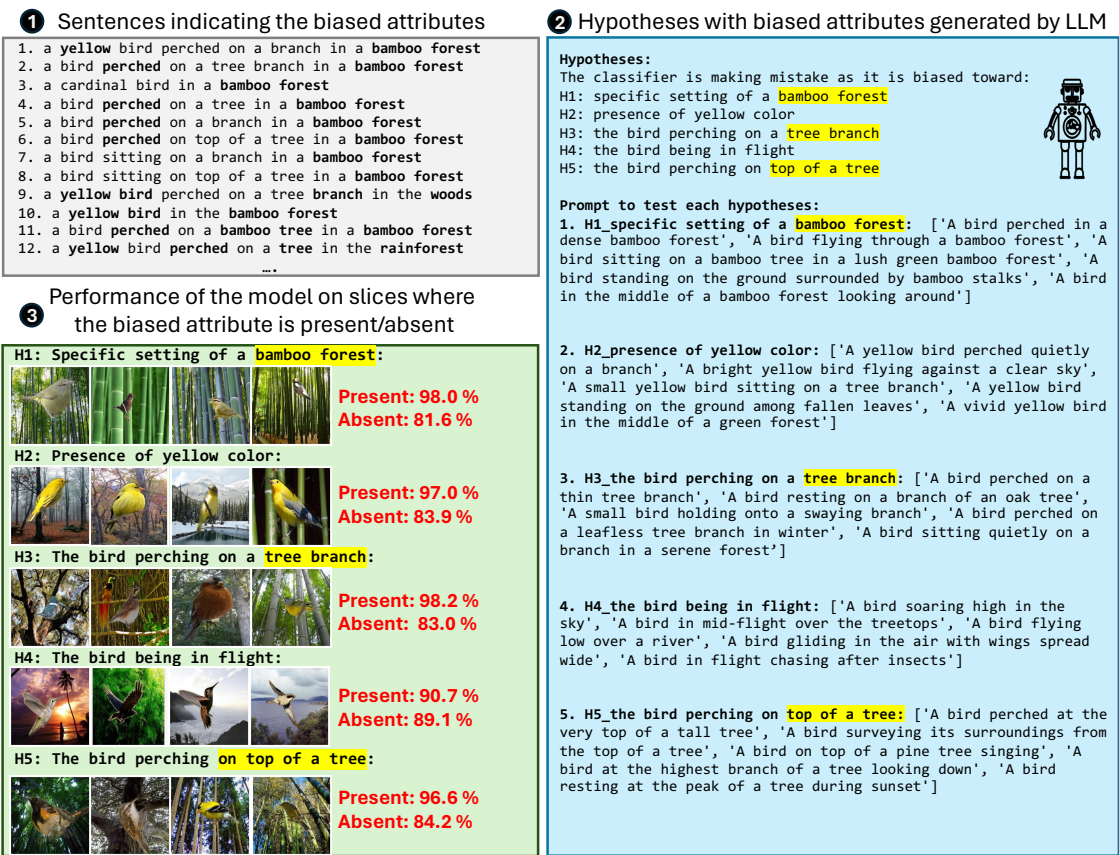 1 Sentences indicating the biased attributes
1. a yellow bird perched on a branch in a bamboo forest
2. a bird perched on a tree branch in a bamboo forest
3. a cardinal bird in a bamboo forest
4. a bird perched on a tree in a bamboo forest
5. a bird perched on a branch in a bamboo forest
6. a bird perched on top of a tree in a bamboo forest
7. a bird sitting on a branch in a bamboo forest
8. a bird sitting on top of a tree in a bamboo forest
9. a yellow bird perched on a tree branch in the woods
10. a yellow bird in the bamboo forest
11. a bird perched on a bamboo tree in a bamboo forest
12. a yellow bird perched on a tree in the rainforest
….
2 Hypotheses with biased attributes generated by LLM
Hypotheses:
The classifier is making mistake as it is biased toward:
H1: specific setting of a bamboo forest
H2: presence of yellow color
H3: the bird perching on a tree branch
H4: the bird being in flight
H5: the bird perching on top of a tree
Prompt to test each hypotheses:
1. H1_specific setting of a bamboo forest: ['A bird perched in a
dense bamboo forest', 'A bird flying through a bamboo forest', 'A
bird sitting on a bamboo tree in a lush green bamboo forest', 'A
bird standing on the ground surrounded by bamboo stalks', 'A bird
in the middle of a bamboo forest looking around']
2. H2_presence of yellow color: ['A yellow bird perched quietly
on a branch', 'A bright yellow bird flying against a clear sky',
'A small yellow bird sitting on a tree branch', 'A yellow bird
standing on the ground among fallen leaves', 'A vivid yellow bird
in the middle of a green forest']
3. H3_the bird perching on a tree branch: ['A bird perched on a
thin tree branch', 'A bird resting on a branch of an oak tree',
'A small bird holding onto a swaying branch', 'A bird perched on
a leafless tree branch in winter', 'A bird sitting quietly on a
branch in a serene forest’]
4. H4_the bird being in flight: ['A bird soaring high in the
sky', 'A bird in mid-flight over the treetops', 'A bird flying
low over a river', 'A bird gliding in the air with wings spread
wide', 'A bird in flight chasing after insects']
5. H5_the bird perching on top of a tree: ['A bird perched at the
very top of a tall tree', 'A bird surveying its surroundings from
the top of a tree', 'A bird on top of a pine tree singing', 'A
bird at the highest branch of a tree looking down', 'A bird
resting at the peak of a tree during sunset']
3 Performance of the model on slices where
the biased attribute is present/absent
H1: Specific setting of a bamboo forest:
Present: 98.0 %
Absent: 81.6 %
H2: Presence of yellow color:
Present: 97.0 %
Absent: 83.9 %
H3: The bird perching on a tree branch:
Present: 98.2 %
Absent: 83.0 %
H4: The bird being in flight:
Present: 90.7 %
Absent: 89.1 %
H5: The bird perching on top of a tree:
Present: 96.6 %
Absent: 84.2 %